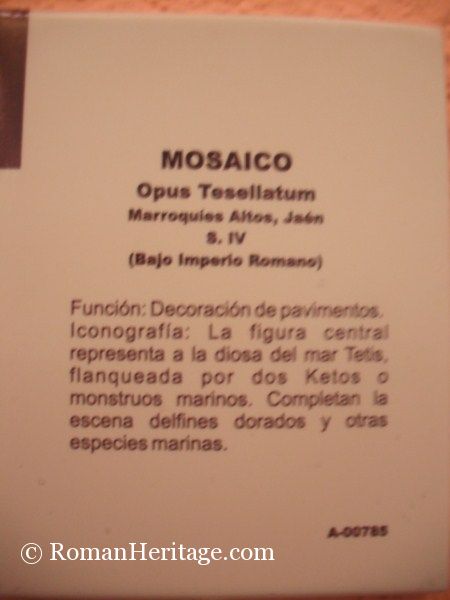 MOSAICO
Opus Tesellatum
Marroquíes Altos, Jaén
S. IV
(Bajo Imperio Romano)
Función: Decoración de pavimentos.
Iconografía: La figura central
representa a la diosa del mar Tetis,
flanqueada por dos Ketos o
monstruos marinos. Completan la
escena delfines dorados y otras
especies marinas.
A-00785
© RomanHeritage.com